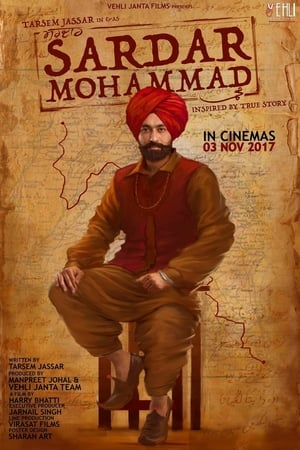 VEHLI JANTA FILMS PRESENT
VEHLI
TARSEM JASSAR IN & AS
SARDAR
MOHAMMAD
INSPIRED BY TRUE STORY
IN CINEMAS
03 NOV 2017
WRITTEN BY
TARSEM JASSAR
PRODUCED BY
MANPREET JOHAL &
VEHLI JANTA TEAM
A FILM BY
HARRY BHATTI
EXECUTIVE PRODUCER
JARNAIL SINGH
LINE PRODUCTION
VIRASAT FILMS
POSTER DESIGN
SHARAN ART